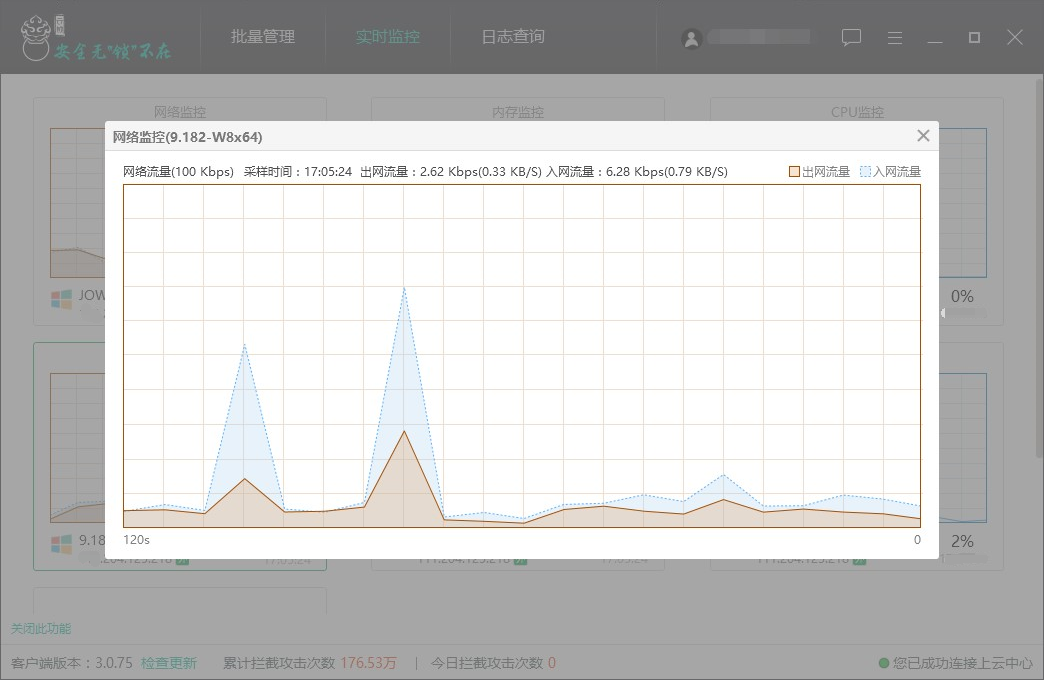 云锁
安全无"锁"不在
批量管理
实时监控
日志查询
网络监控
内存监控
CPU监控
网络监控(9.182-W8x64)
网络流量(100 Kbps) 采样时间：17:05:24 出网流量：2.62 Kbps(0.33 KB/S) 入网流量：6.28 Kbps(0.79 KB/S)
出网流量 入网流量
120s
0
JOW
0%
9.18
2%
关闭此功能
客户端版本：3.0.75 检查更新 累计拦截攻击次数 176.53万 | 今日拦截攻击次数 0
您已成功连接上云中心